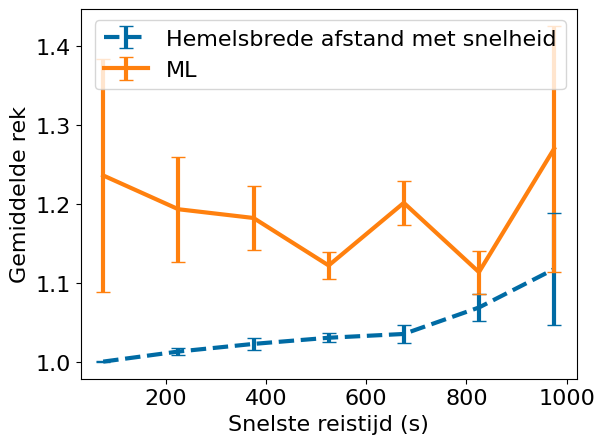 Hemelsbrede afstand met snelheid
ML
1.4
1.3
1.2
1.1
1.0
Gemiddelde rek
200 400 600 800 1000
Snelste reistijd (s)